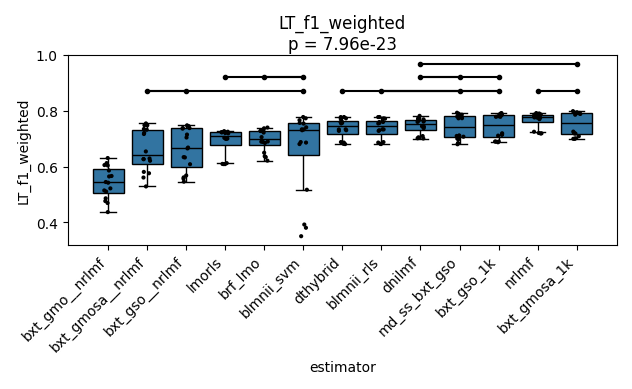 LT_f1_weighted
p = 7.96e-23
LT_f1_weighted
1.0
0.8
0.6
0.4
bxt_gmo__nrlmf
bxt_gmosa__nrlmf
bxt_gso__nrlmf
lmorls
brf_lmo
blmnii_svm
dthybrid
blmnii_rls
dnilmf
md_ss_bxt_gso
bxt_gso_1k
nrlmf
bxt_gmosa_1k
estimator